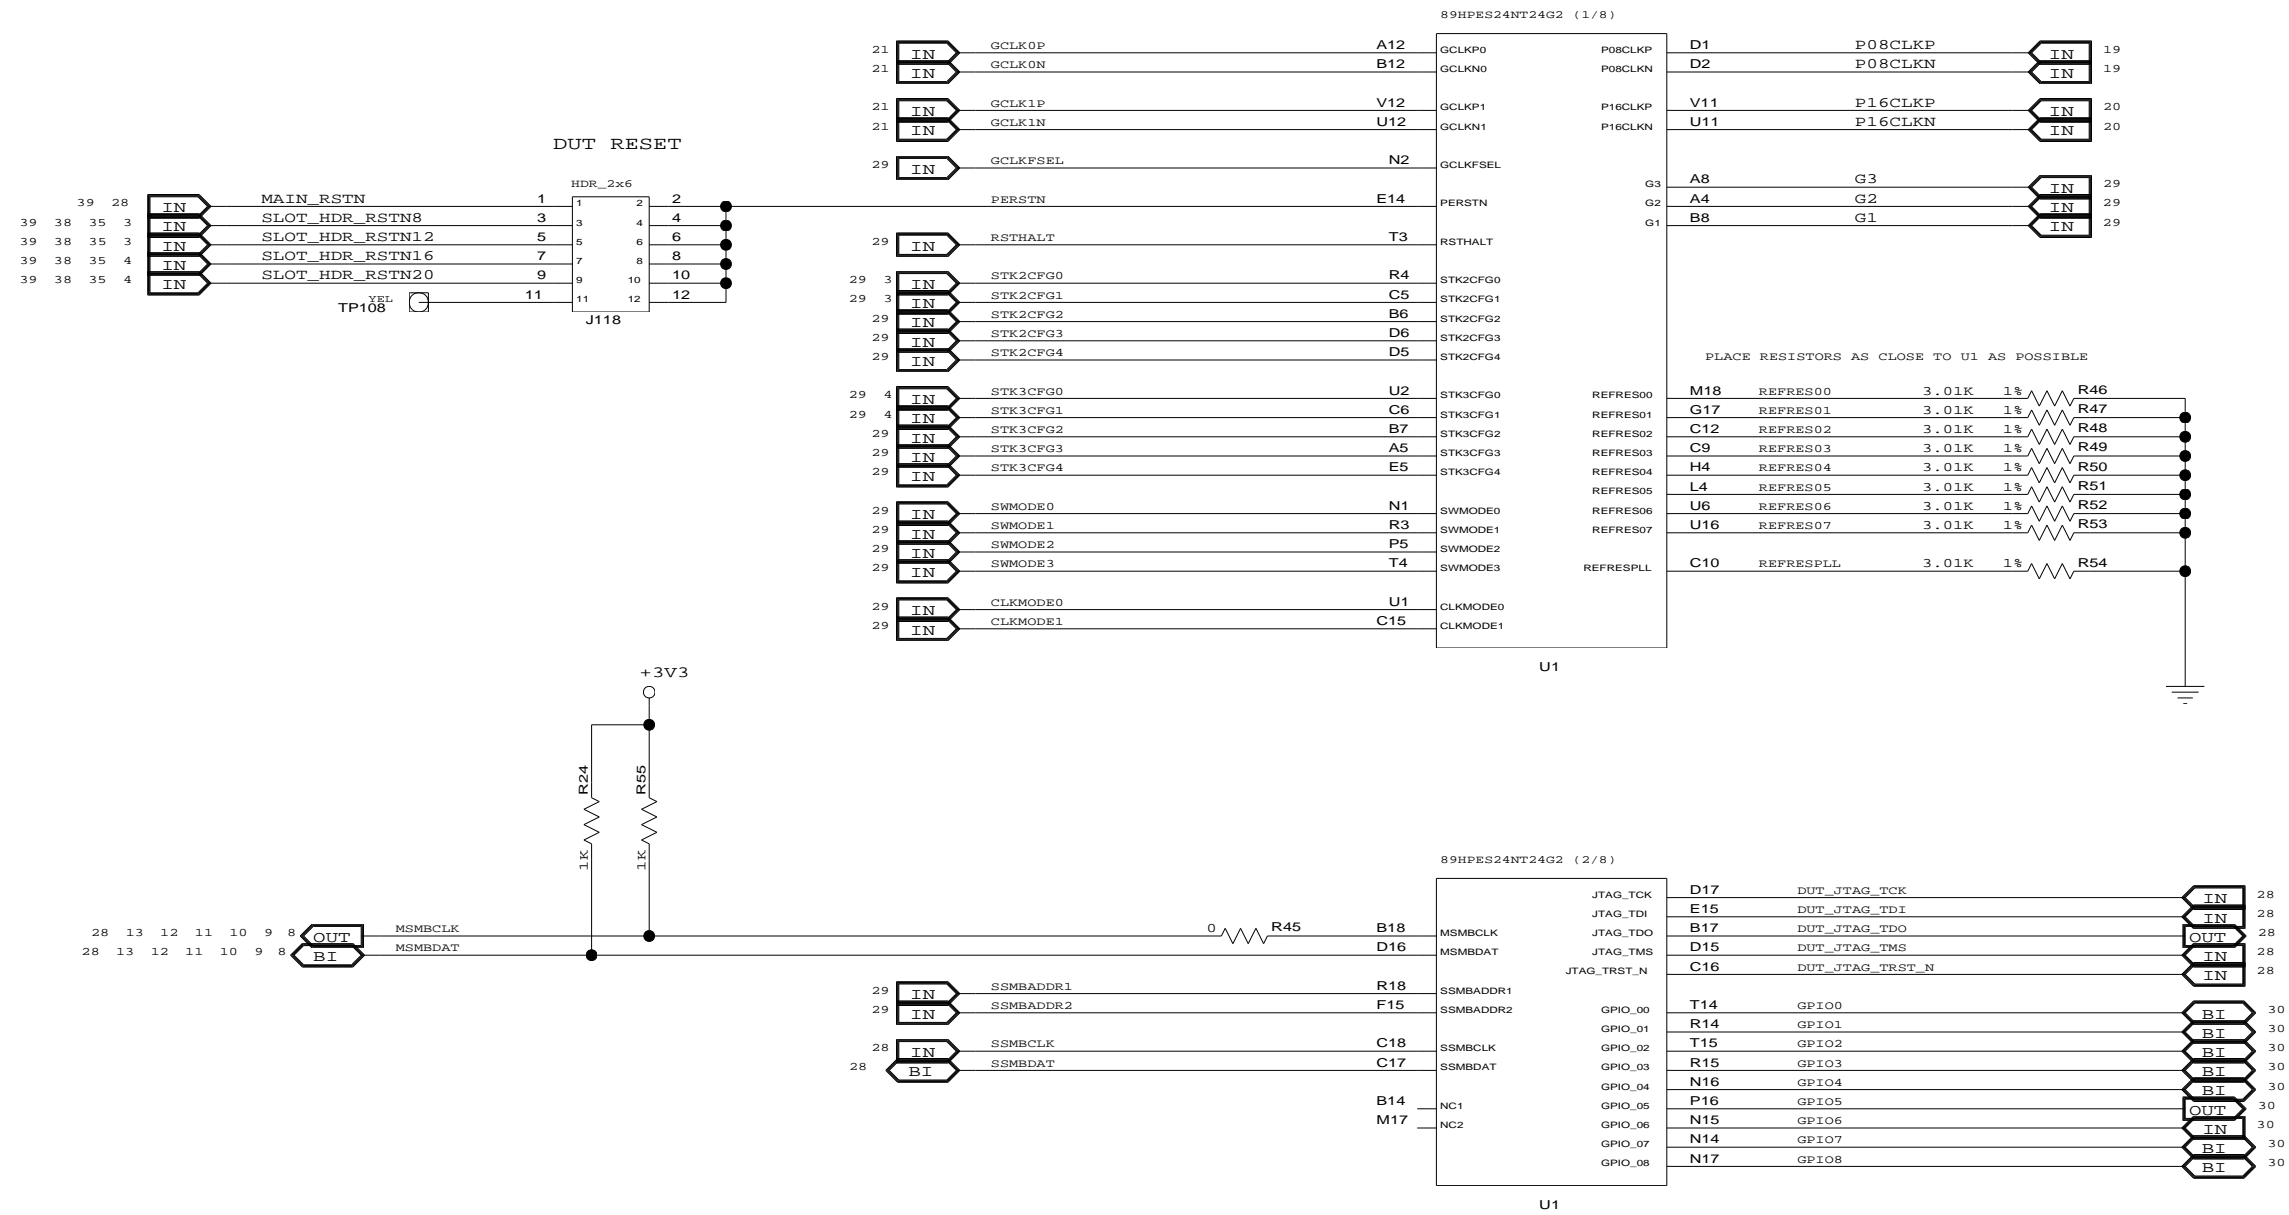 89HPES24NT24G2 (1/8)
21 IN GCLK0P A12 GCLKP0 P08CLKP D1 P08CLKP IN 19
21 IN GCLK0N B12 GCLKN0 P08CLKN D2 P08CLKN IN 19
21 IN GCLK1P V12 GCLKP1 P16CLKP V11 P16CLKP IN 20
21 IN GCLK1N U12 GCLKN1 P16CLKN U11 P16CLKN IN 20
DUT RESET
29 IN GCLKFSEL N2 GCLKFSEL
HDR_2x6
G3 A8 G3 IN 29
39 28 IN MAIN_RSTN 1 1 2 2 PERSTN E14 PERSTN G2 A4 G2 IN 29
39 38 35 3 IN SLOT_HDR_RSTN8 3 3 4 4 G1 B8 G1 IN 29
39 38 35 3 IN SLOT_HDR_RSTN12 5 5 6 6 29 IN RSTHALT T3 RSTHALT
39 38 35 4 IN SLOT_HDR_RSTN16 7 7 8 8
39 38 35 4 IN SLOT_HDR_RSTN20 9 9 10 10 29 3 IN STK2CFG0 R4 STK2CFG0
TP108 YEL 11 11 12 12 29 3 IN STK2CFG1 C5 STK2CFG1
J118 29 IN STK2CFG2 B6 STK2CFG2
29 IN STK2CFG3 D6 STK2CFG3
29 IN STK2CFG4 D5 STK2CFG4
PLACE RESISTORS AS CLOSE TO U1 AS POSSIBLE
29 4 IN STK3CFG0 U2 STK3CFG0 REFRES00 M18 REFRES00 3.01K 1% R46
29 4 IN STK3CFG1 C6 STK3CFG1 REFRES01 G17 REFRES01 3.01K 1% R47
29 IN STK3CFG2 B7 STK3CFG2 REFRES02 C12 REFRES02 3.01K 1% R48
29 IN STK3CFG3 A5 STK3CFG3 REFRES03 C9 REFRES03 3.01K 1% R49
29 IN STK3CFG4 E5 STK3CFG4 REFRES04 H4 REFRES04 3.01K 1% R50
REFRES05 L4 REFRES05 3.01K 1% R51
29 IN SWMODE0 N1 SWMODE0 REFRES06 U6 REFRES06 3.01K 1% R52
29 IN SWMODE1 R3 SWMODE1 REFRES07 U16 REFRES07 3.01K 1% R53
29 IN SWMODE2 P5 SWMODE2
29 IN SWMODE3 T4 SWMODE3 REFRESPLL C10 REFRESPLL 3.01K 1% R54
29 IN CLKMODE0 U1 CLKMODE0
29 IN CLKMODE1 C15 CLKMODE1
U1
+3V3
R24 R55
1K 1K
89HPES24NT24G2 (2/8)
JTAG_TCK D17 DUT_JTAG_TCK IN 28
JTAG_TDI E15 DUT_JTAG_TDI IN 28
28 13 12 11 10 9 8 OUT MSMBCLK 0 R45 B18 MSMBCLK JTAG_TDO B17 DUT_JTAG_TDO OUT 28
28 13 12 11 10 9 8 BI MSMBDAT D16 MSMBDAT JTAG_TMS D15 DUT_JTAG_TMS IN 28
JTAG_TRST_N C16 DUT_JTAG_TRST_N IN 28
29 IN SSMBADDR1 R18 SSMBADDR1
29 IN SSMBADDR2 F15 SSMBADDR2 GPIO_00 T14 GPIO0 BI 30
GPIO_01 R14 GPIO1 BI 30
28 IN SSMBCLK C18 SSMBCLK GPIO_02 T15 GPIO2 BI 30
28 BI SSMBDAT C17 SSMBDAT GPIO_03 R15 GPIO3 BI 30
GPIO_04 N16 GPIO4 BI 30
B14 NC1 GPIO_05 P16 GPIO5 OUT 30
M17 NC2 GPIO_06 N15 GPIO6 IN 30
GPIO_07 N14 GPIO7 BI 30
GPIO_08 N17 GPIO8 BI 30
U1